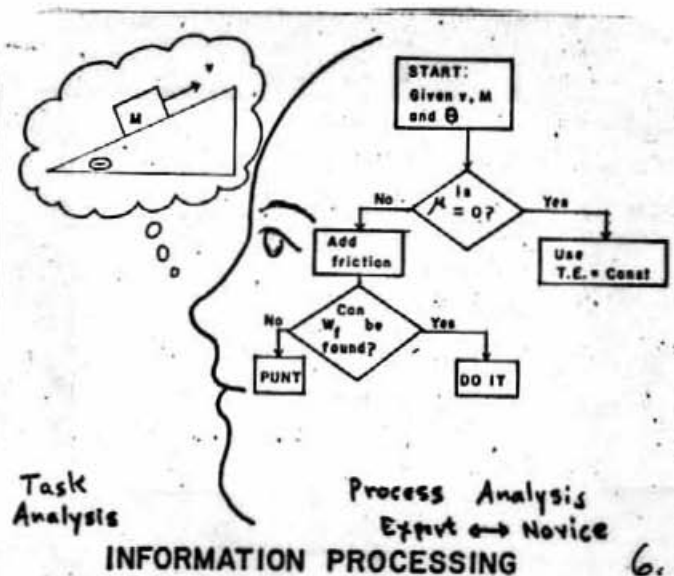 v
M
Θ
START:
Given v, M
and Θ
Is
μ = 0?
No
Yes
Add
friction
Use
T.E. = Const
Can
Wf be
found?
No
Yes
PUNT
DO IT
Task
Analysis
Process Analysis
Expert ↔ Novice
INFORMATION PROCESSING
6.